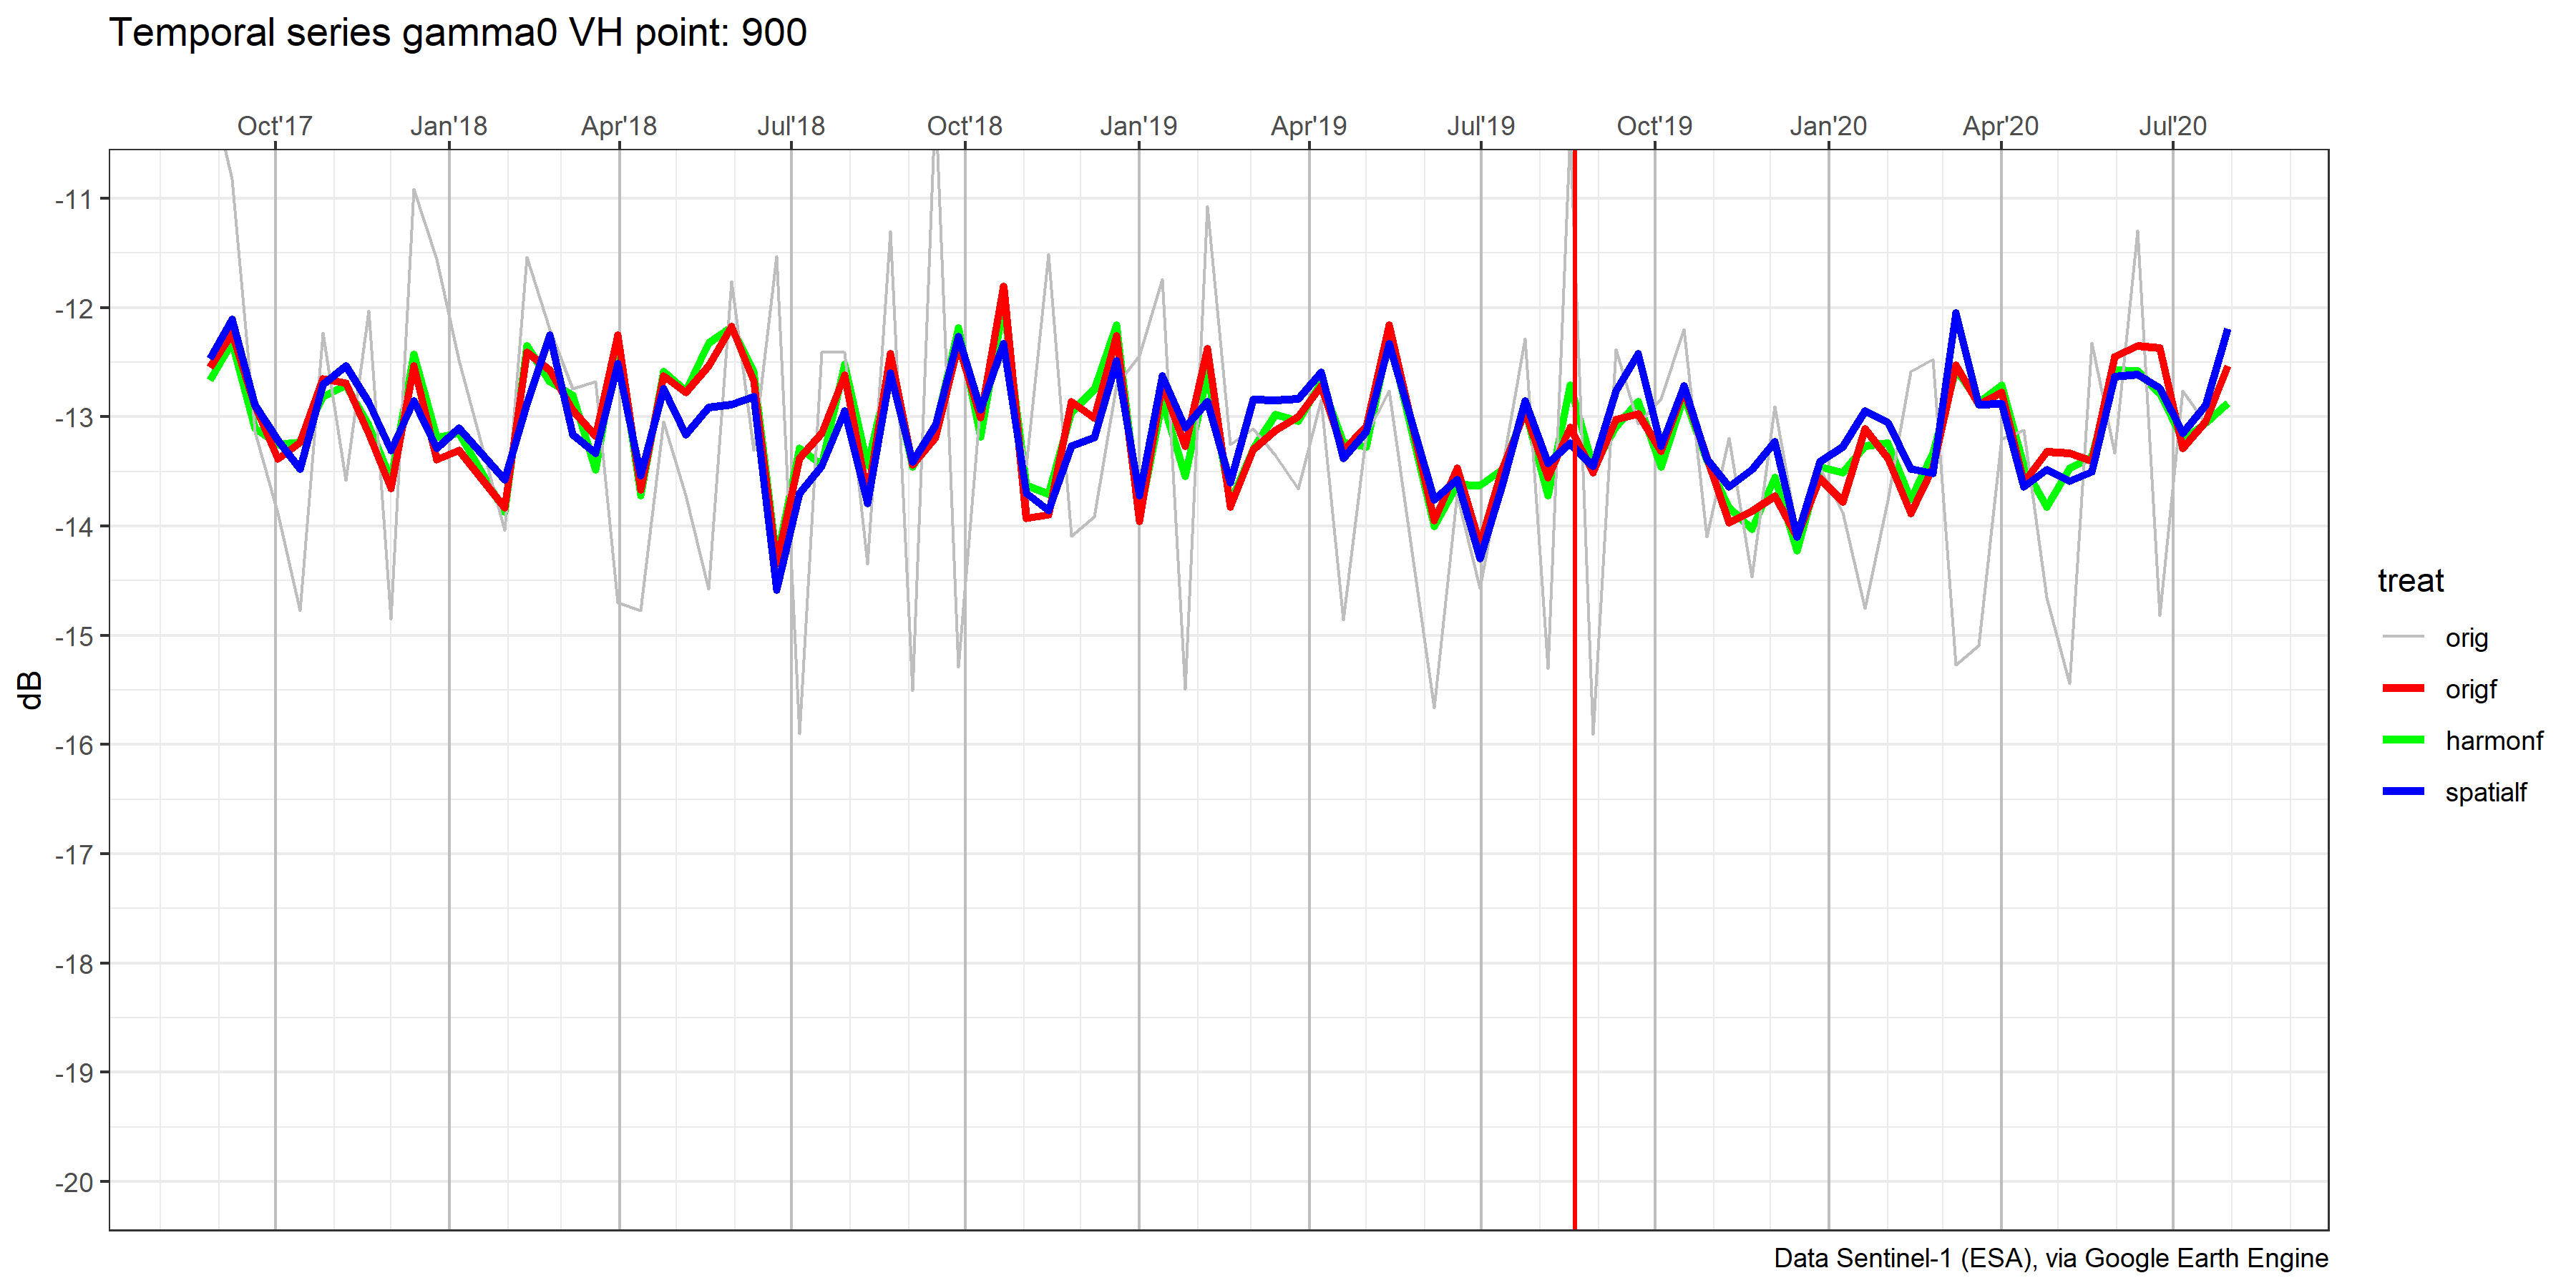 Temporal series gamma0 VH point: 900
Oct'17 Jan'18 Apr'18 Jul'18 Oct'18 Jan'19 Apr'19 Jul'19 Oct'19 Jan'20 Apr'20 Jul'20
-11
-12
-13
-14
-15
-16
-17
-18
-19
-20
dB
treat
orig
origf
harmonf
spatialf
Data Sentinel-1 (ESA), via Google Earth Engine